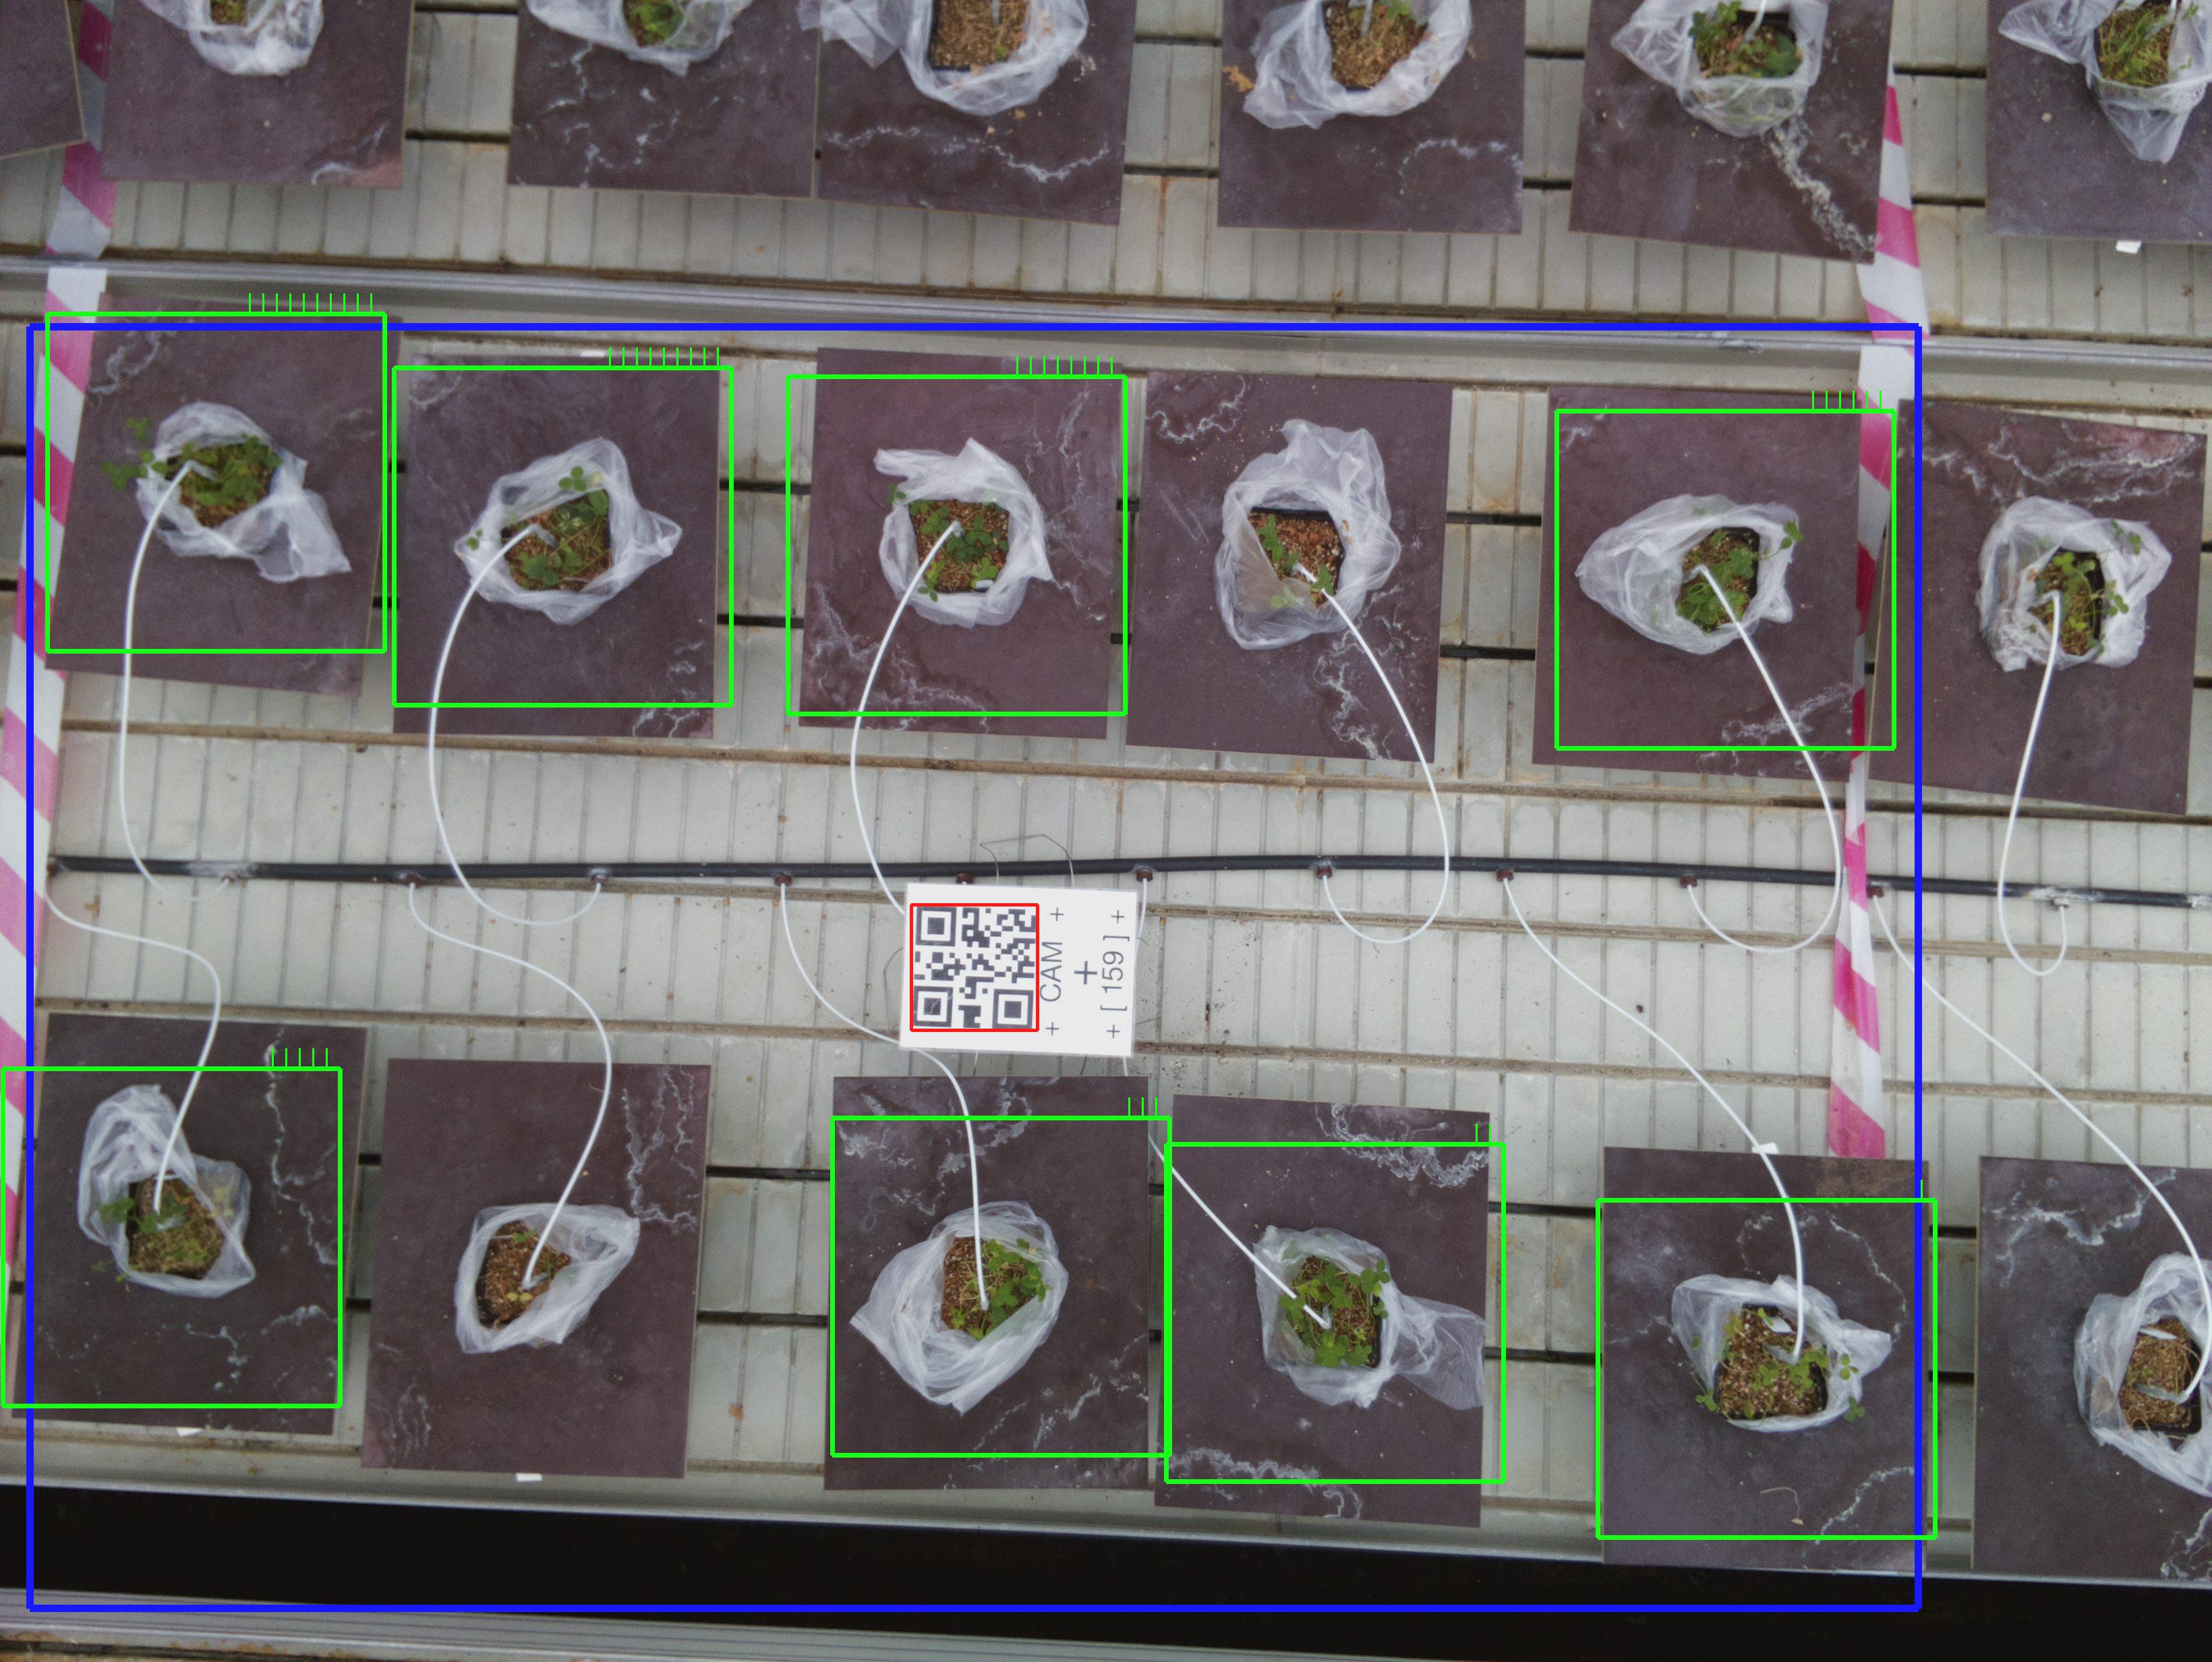 + CAM +
+
+ [ 159 ] +